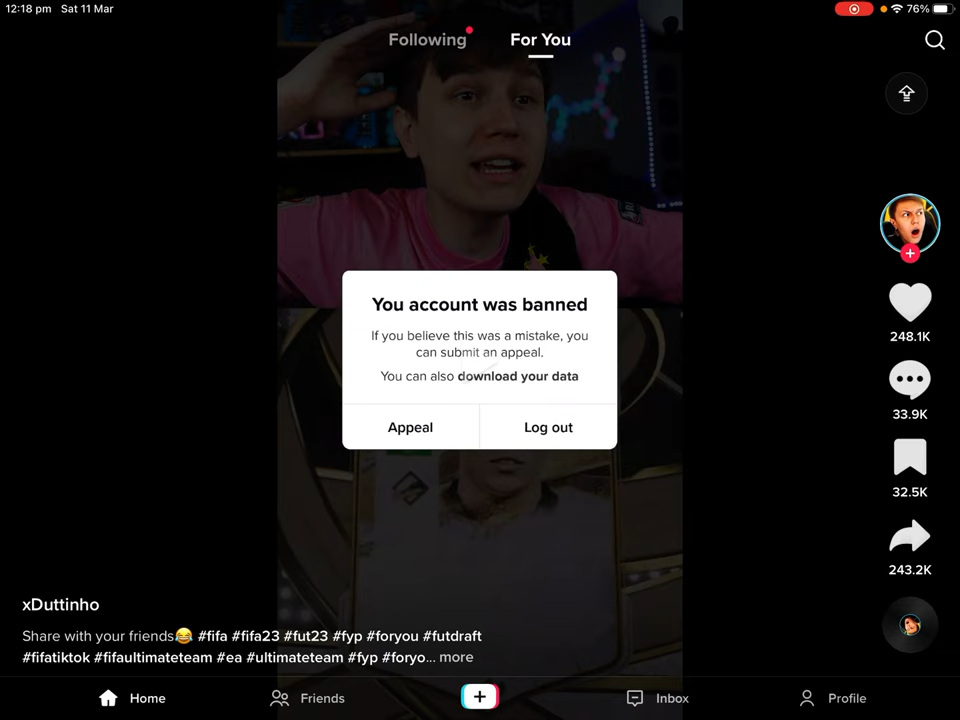 12:18 pm Sat 11 Mar
76%
Following
For You
You account was banned
If you believe this was a mistake, you
can submit an appeal.
You can also download your data
Appeal
Log out
248.1K
33.9K
32.5K
243.2K
xDuttinho
Share with your friends😂 #fifa #fifa23 #fut23 #fyp #foryou #futdraft
#fifatiktok #fifaultimateteam #ea #ultimateteam #fyp #foryo... more
Home
Friends
Inbox
Profile